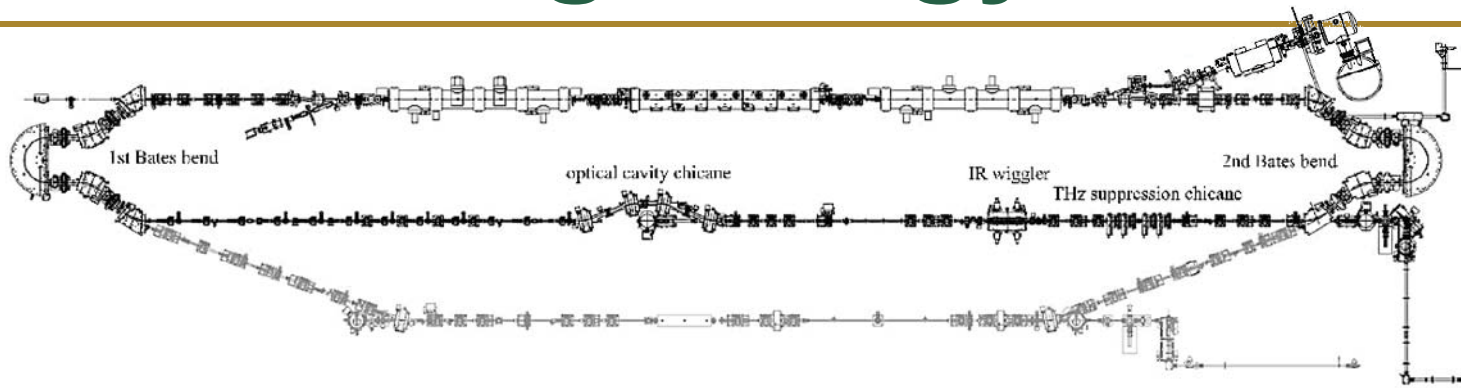 1st Bates bend
optical cavity chicane
IR wiggler
2nd Bates bend
THz suppression chicane